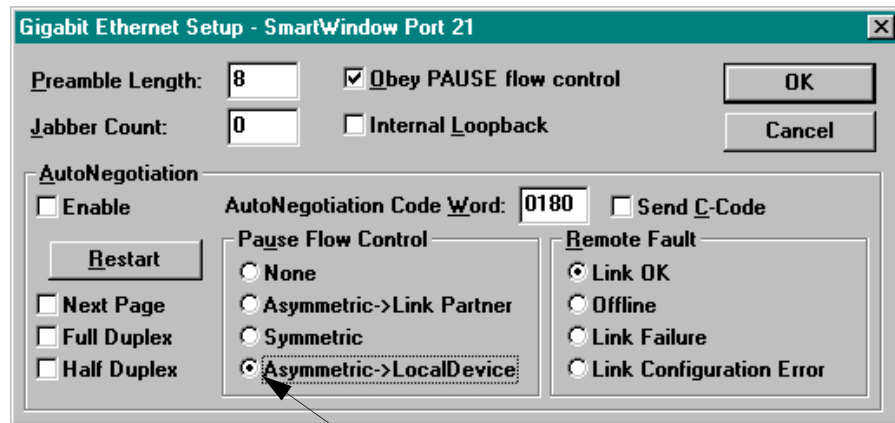 Gigabit Ethernet Setup - SmartWindow Port 21
Preamble Length: 8
Obey PAUSE flow control
OK
Jabber Count: 0
Internal Loopback
Cancel
AutoNegotiation
Enable
AutoNegotiation Code Word: 0180
Send C-Code
Restart
Next Page
Full Duplex
Half Duplex
Pause Flow Control
None
Asymmetric->Link Partner
Symmetric
Asymmetric->LocalDevice
Remote Fault
Link OK
Offline
Link Failure
Link Configuration Error